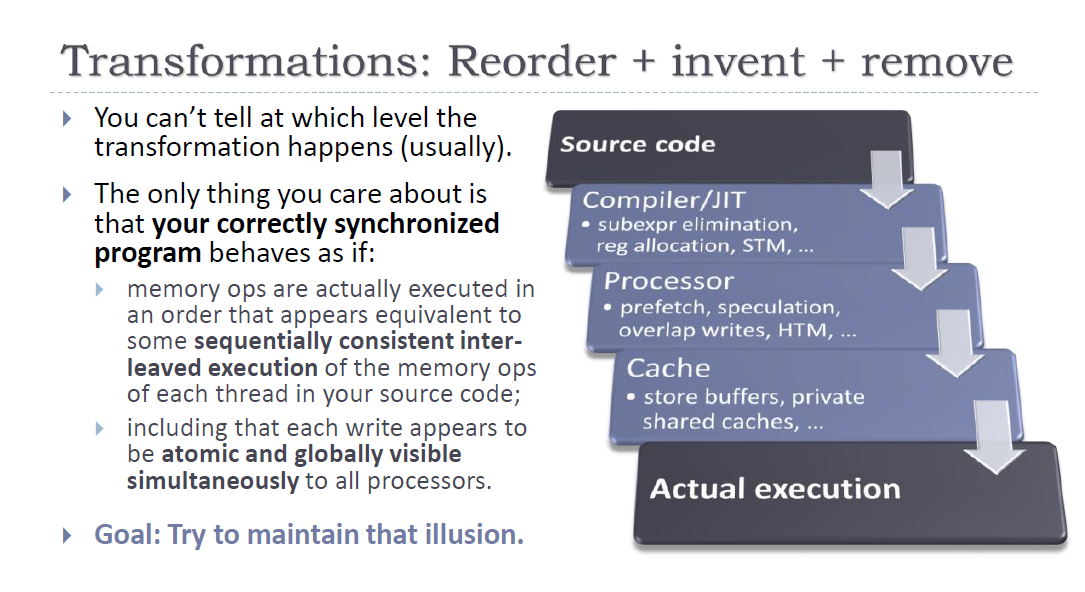 Transformations: Reorder + invent + remove
You can’t tell at which level the
transformation happens (usually).
The only thing you care about is
that your correctly synchronized
program behaves as if:
memory ops are actually executed in
an order that appears equivalent to
some sequentially consistent inter-
leaved execution of the memory ops
of each thread in your source code;
including that each write appears to
be atomic and globally visible
simultaneously to all processors.
Goal: Try to maintain that illusion.
Source code
Compiler/JIT
• subexpr elimination,
reg allocation, STM, ...
Processor
• prefetch, speculation,
overlap writes, HTM, ...
Cache
• store buffers, private
shared caches, ...
Actual execution